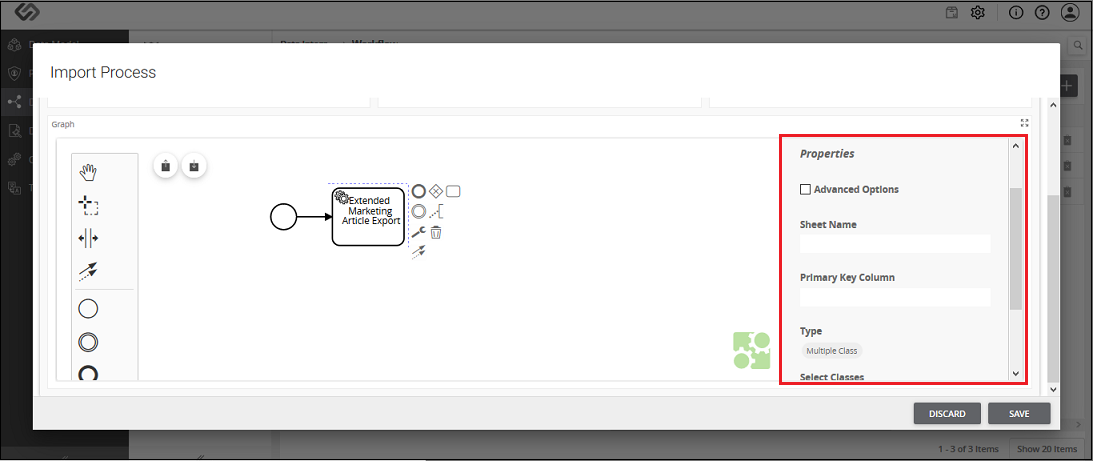 Workflow
Import Process
Graph
Extended
Marketing
Article Export
Properties
Advanced Options
Sheet Name
Primary Key Column
Type
Multiple Class
Select Classes
DISCARD
SAVE
1 - 3 of 3 Items
Show 20 Items